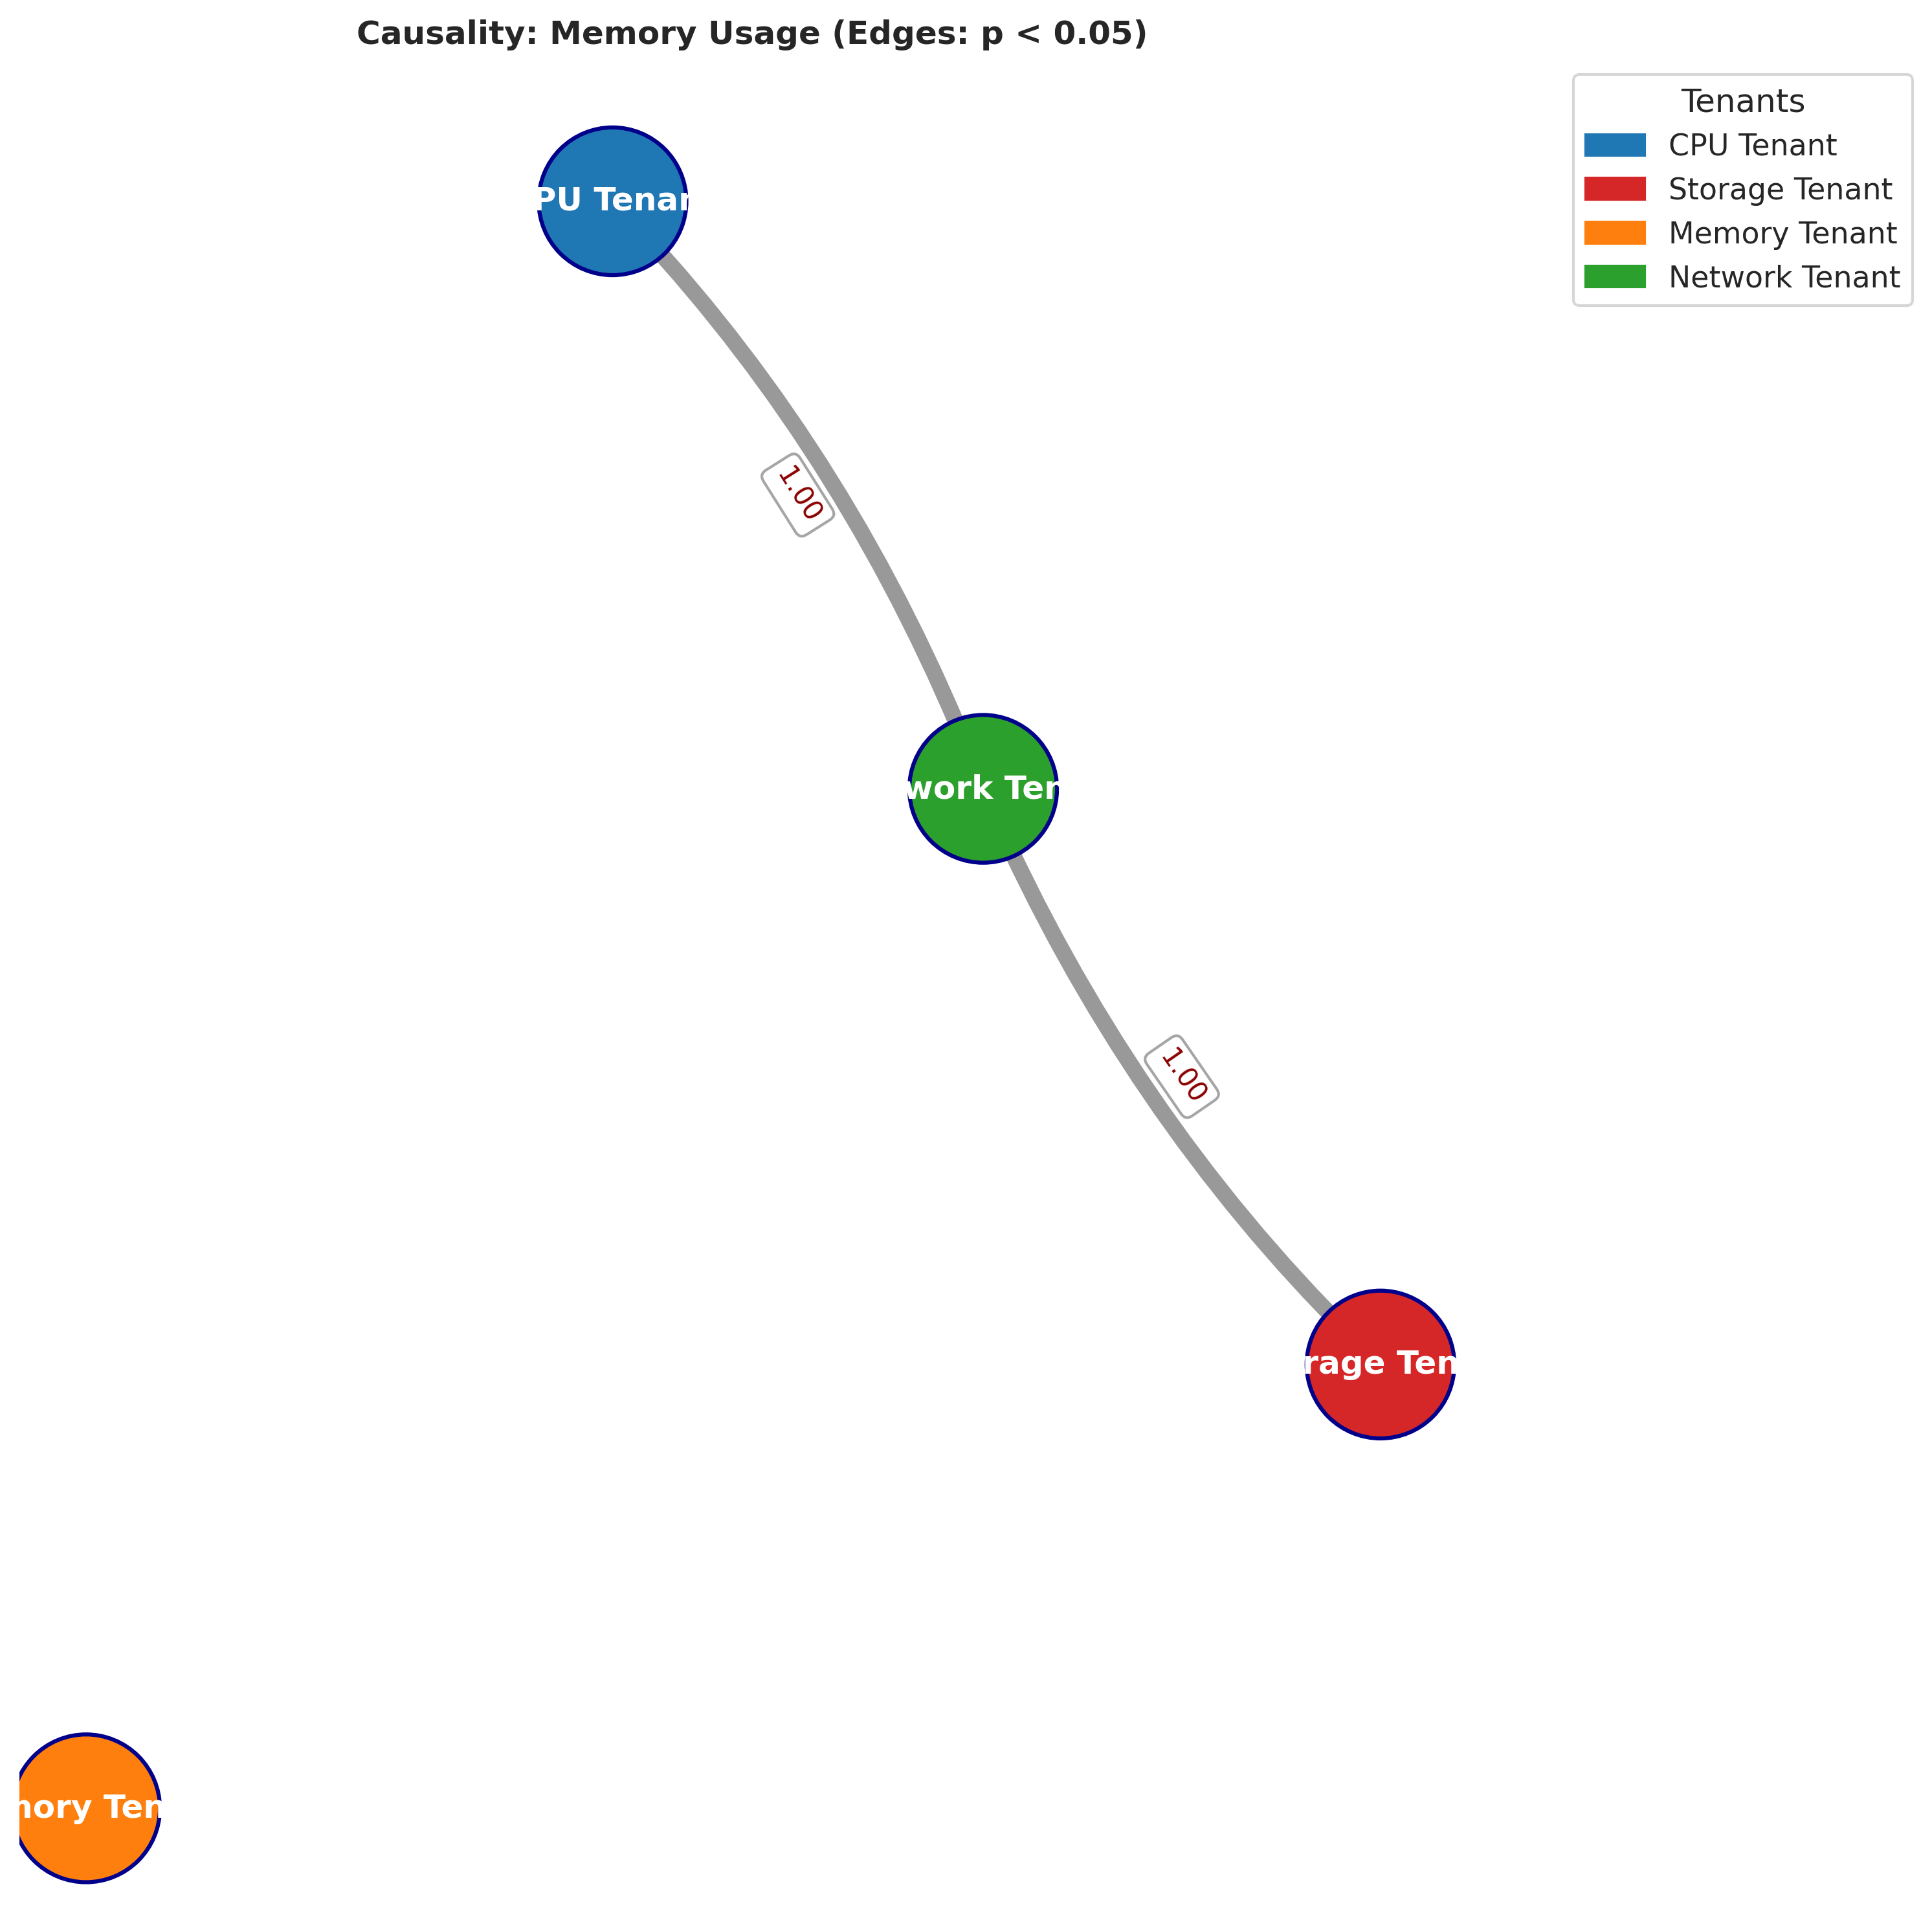 Causality: Memory Usage (Edges: p < 0.05)
Tenants
CPU Tenant
Storage Tenant
Memory Tenant
Network Tenant
PU Tenan
1.00
work Ten
1.00
rage Ten
nory Ten